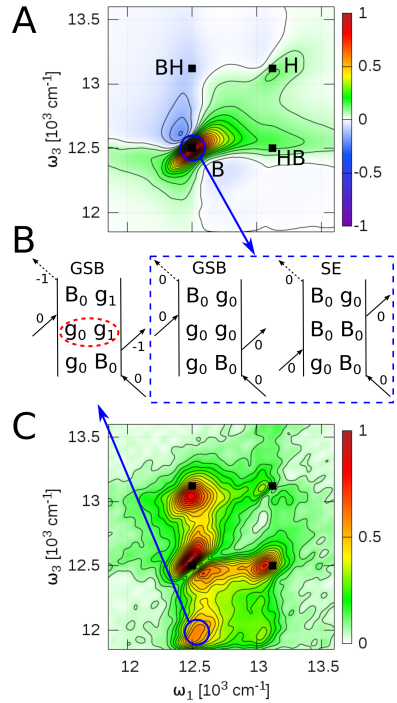 A
ω₃ [10³ cm⁻¹]
13.5
13
12.5
12
BH
H
B
HB
1
0.5
0
-0.5
-1
B
GSB
GSB
SE
-1
0
0
B₀ g₁
B₀ g₀
B₀ g₀
0
0
0
g₀ g₁
g₀ g₀
B₀ B₀
-1
0
0
g₀ B₀
g₀ B₀
g₀ B₀
0
0
0
C
ω₃ [10³ cm⁻¹]
13.5
13
12.5
12
1
0.5
0
12
12.5
13
13.5
ω₁ [10³ cm⁻¹]